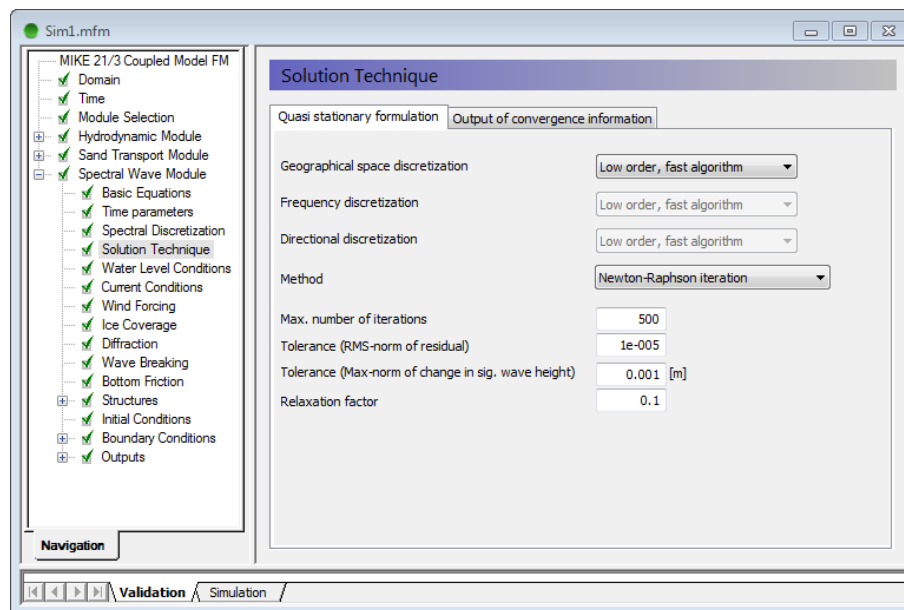 Sim1.mfm
MIKE 21/3 Coupled Model FM
Domain
Time
Module Selection
Hydrodynamic Module
Sand Transport Module
Spectral Wave Module
Basic Equations
Time parameters
Spectral Discretization
Solution Technique
Water Level Conditions
Current Conditions
Wind Forcing
Ice Coverage
Diffraction
Wave Breaking
Bottom Friction
Structures
Initial Conditions
Boundary Conditions
Outputs
Navigation
Solution Technique
Quasi stationary formulation Output of convergence information
Geographical space discretization Low order, fast algorithm
Frequency discretization Low order, fast algorithm
Directional discretization Low order, fast algorithm
Method Newton-Raphson iteration
Max. number of iterations 500
Tolerance (RMS-norm of residual) 1e-005
Tolerance (Max-norm of change in sig. wave height) 0.001 [m]
Relaxation factor 0.1
Validation Simulation